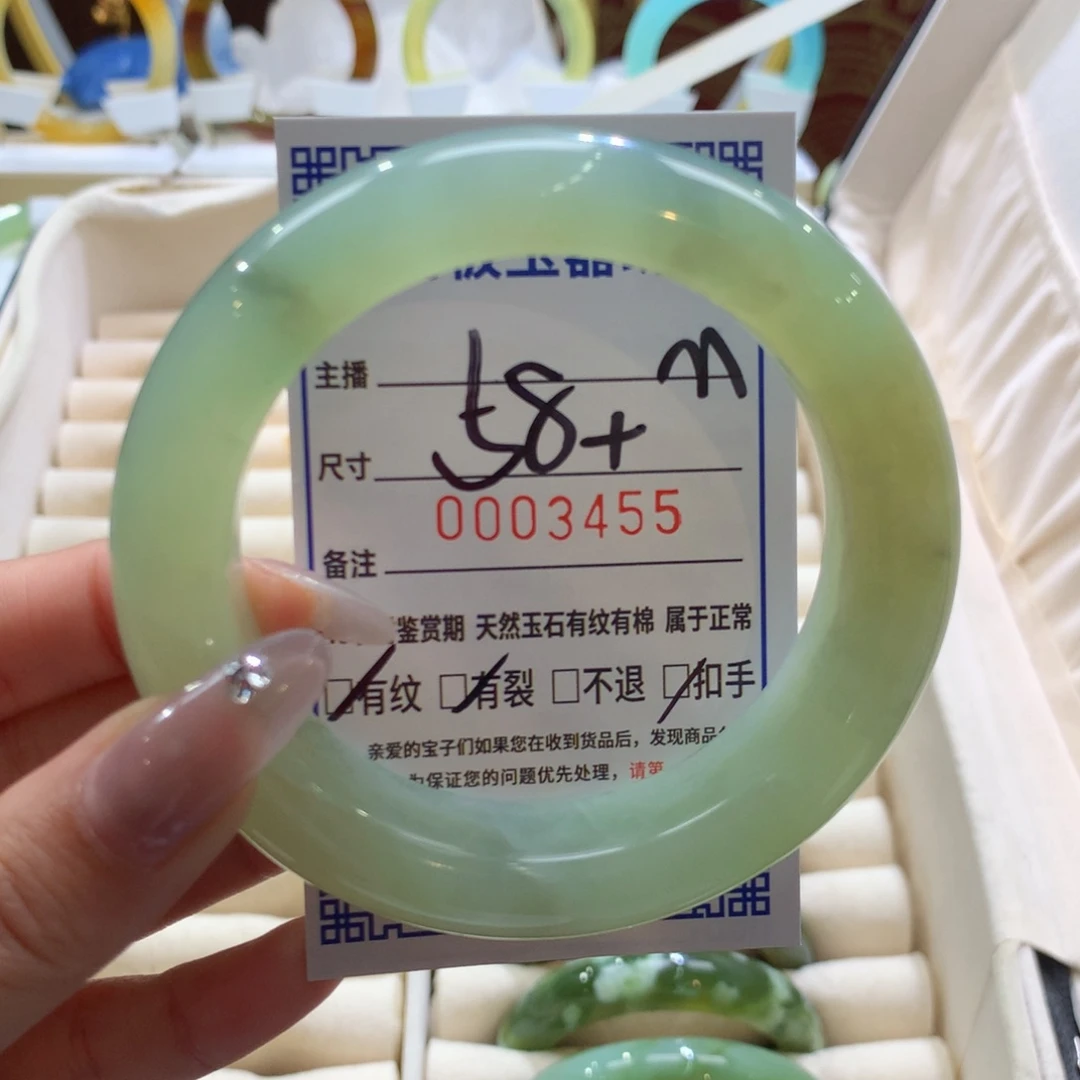 玉器
主播
58+ m
尺寸
0003455
备注
鉴赏期 天然玉石有纹有棉 属于正常
□有纹 □有裂 □不退 □扣手
亲爱的宝子们如果您在收到货品后，发现商品
为保证您的问题优先处理，请第